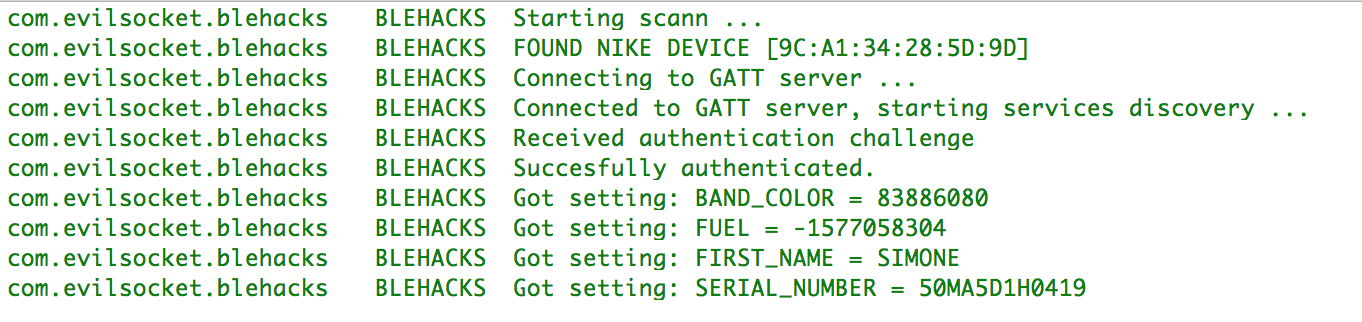 com.evilsocket.blehacks BLEHACKS Starting scann ...
com.evilsocket.blehacks BLEHACKS FOUND NIKE DEVICE [9C:A1:34:28:5D:9D]
com.evilsocket.blehacks BLEHACKS Connecting to GATT server ...
com.evilsocket.blehacks BLEHACKS Connected to GATT server, starting services discovery ...
com.evilsocket.blehacks BLEHACKS Received authentication challenge
com.evilsocket.blehacks BLEHACKS Succesfully authenticated.
com.evilsocket.blehacks BLEHACKS Got setting: BAND_COLOR = 83886080
com.evilsocket.blehacks BLEHACKS Got setting: FUEL = -1577058304
com.evilsocket.blehacks BLEHACKS Got setting: FIRST_NAME = SIMONE
com.evilsocket.blehacks BLEHACKS Got setting: SERIAL_NUMBER = 50MA5D1H0419